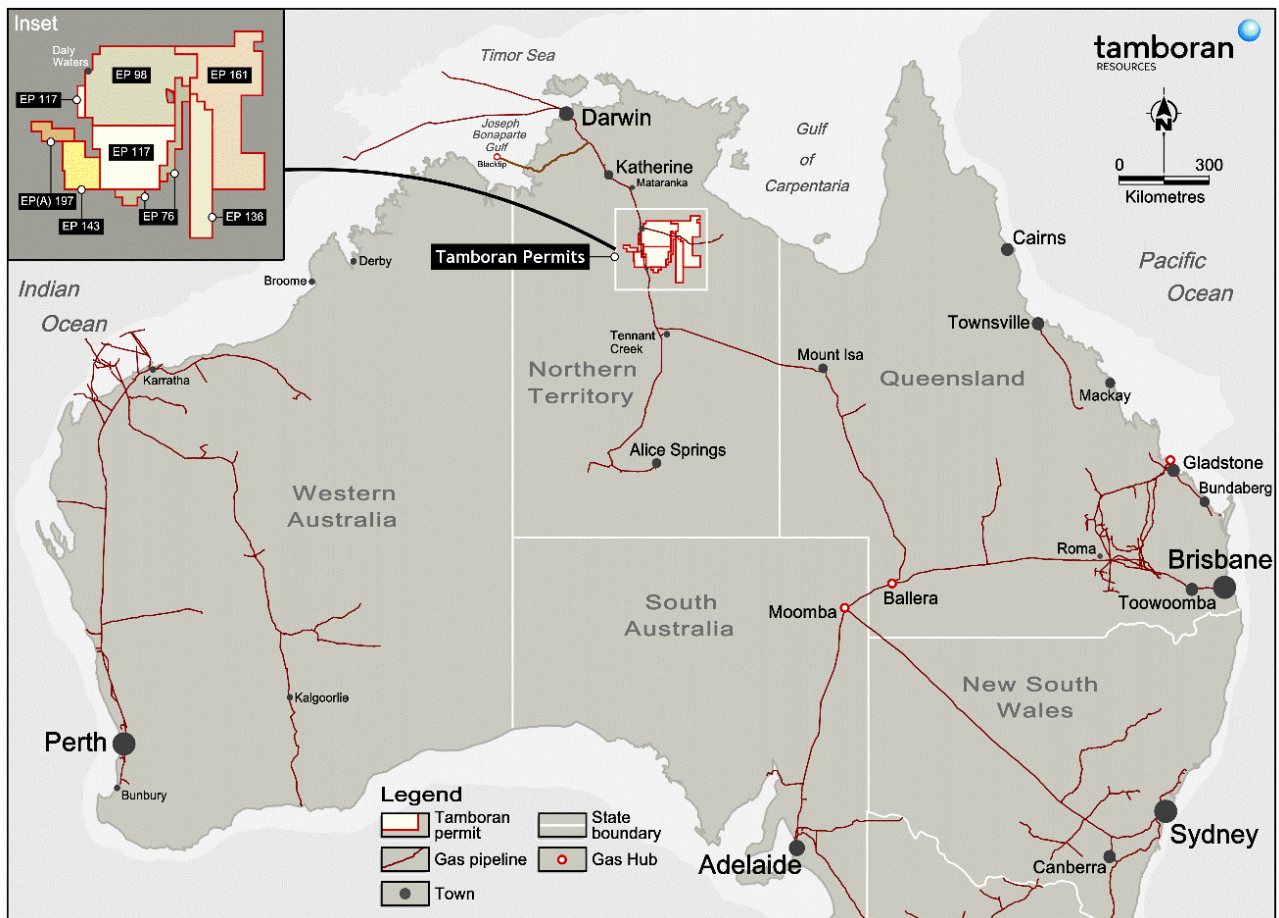 Inset
Daly
Waters
EP 98
EP 161
EP 117
EP 117
EP(A) 197
EP 143
EP 76
EP 136
tamboran
RESOURCES
N
0 300
Kilometres
Timor Sea
Joseph
Bonaparte
Gulf
Blacktip
Darwin
Katherine
Mataranka
Gulf
of
Carpentaria
Tamboran Permits
Cairns
Pacific
Ocean
Derby
Broome
Indian
Ocean
Townsville
Tennant
Creek
Mount Isa
Karratha
Northern
Territory
Queensland
Mackay
Alice Springs
Gladstone
Bundaberg
Western
Australia
Roma
Brisbane
Toowoomba
Ballera
Moomba
South
Australia
New South
Wales
Kalgoorlie
Perth
Bunbury
Legend
Tamboran
permit
State
boundary
Gas pipeline
Gas Hub
Town
Adelaide
Sydney
Canberra